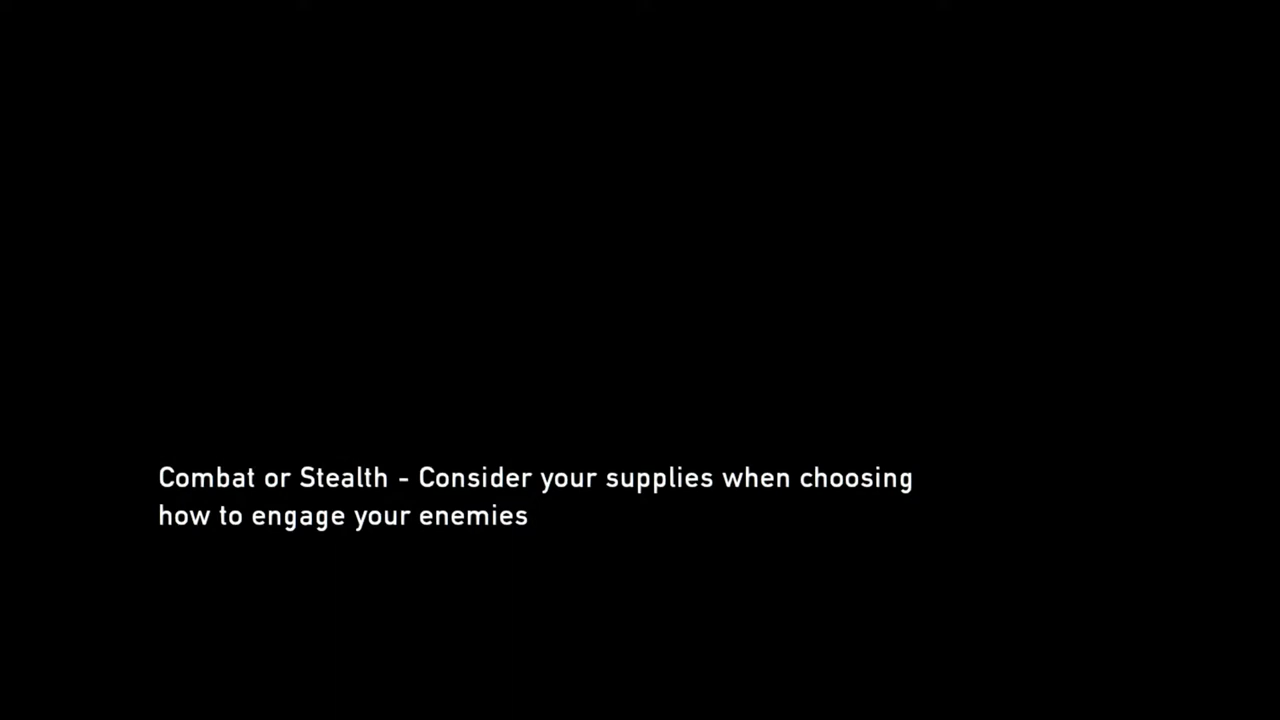 Combat or Stealth - Consider your supplies when choosing
how to engage your enemies